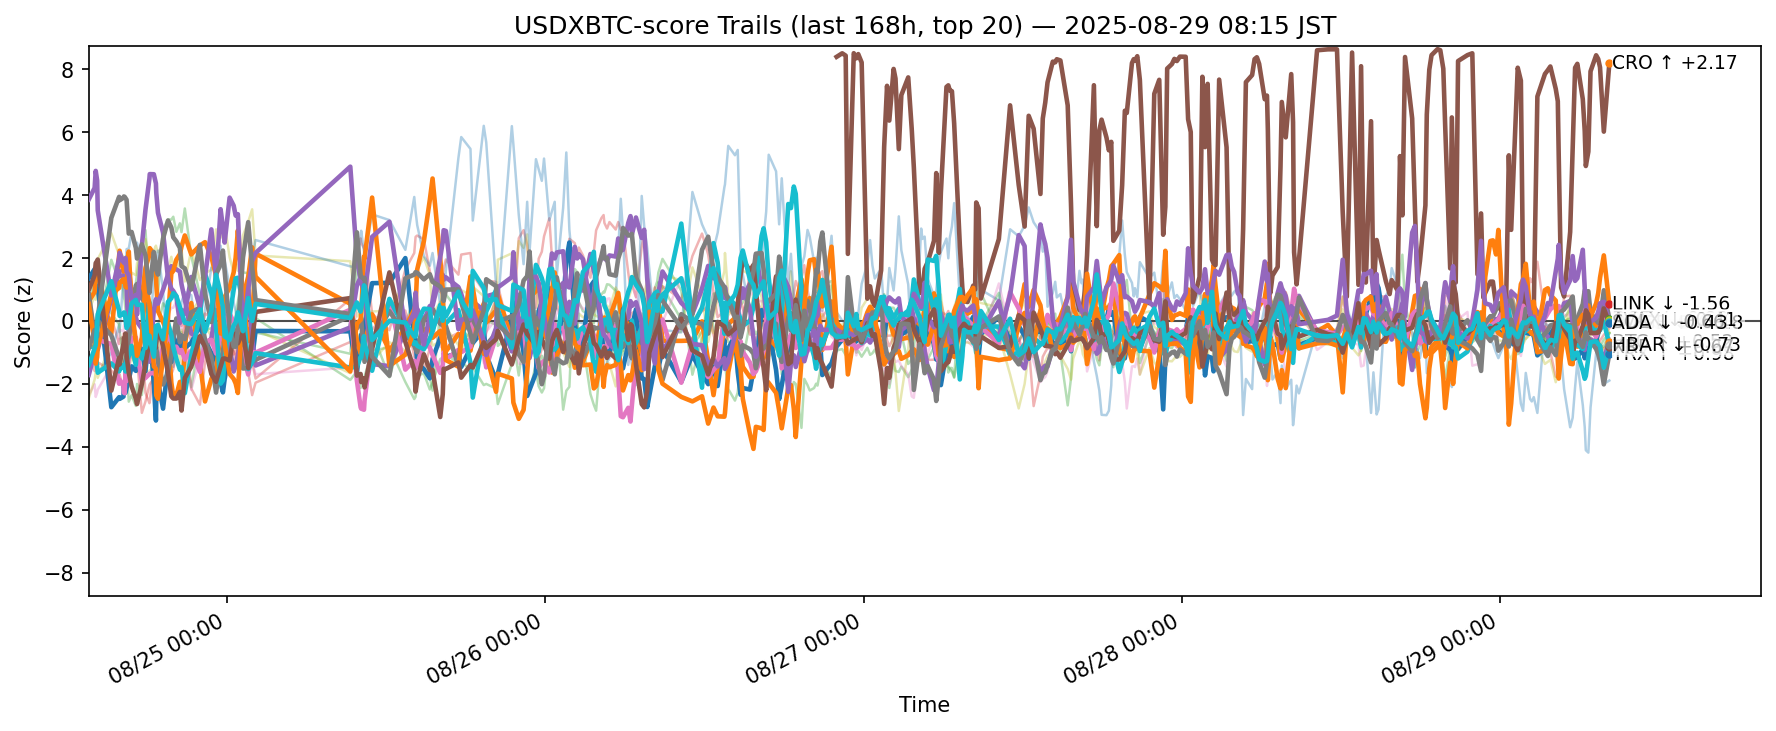 USDXBTC-score Trails (last 168h, top 20) — 2025-08-29 08:15 JST
8
6
4
2
0
−2
−4
−6
−8
Score (z)
CRO ↑ +2.17
LINK ↓ -1.56
ADA ↓ -0.43
HBAR ↓ -0.73
08/25 00:00
08/26 00:00
08/27 00:00
08/28 00:00
08/29 00:00
Time